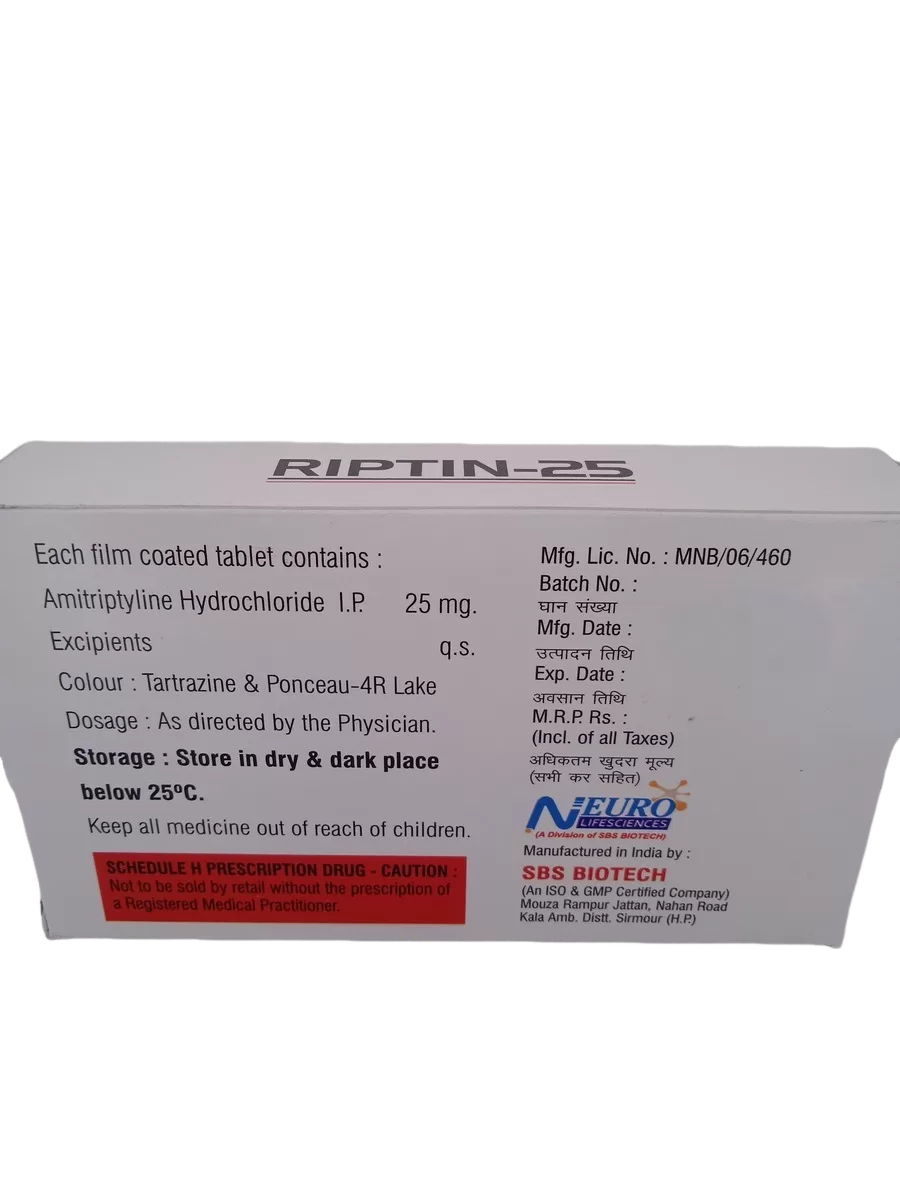 RIPTIN-25
Each film coated tablet contains :
Amitriptyline Hydrochloride I.P. 25 mg.
Excipients q.s.
Colour : Tartrazine & Ponceau-4R Lake
Dosage : As directed by the Physician.
Storage : Store in dry & dark place
below 25ºC.
Keep all medicine out of reach of children.
SCHEDULE H PRESCRIPTION DRUG - CAUTION :
Not to be sold by retail without the prescription of
a Registered Medical Practitioner.
Mfg. Lic. No. : MNB/06/460
Batch No. :
घान संख्या
Mfg. Date :
उत्पादन तिथि
Exp. Date :
अवसान तिथि
M.R.P. Rs. :
(Incl. of all Taxes)
अधिकतम खुदरा मूल्य
(सभी कर सहित)
NEURO
LIFESCIENCES
(A Division of SBS BIOTECH)
Manufactured in India by :
SBS BIOTECH
(An ISO & GMP Certified Company)
Mouza Rampur Jattan, Nahan Road
Kala Amb. Distt. Sirmour (H.P.)